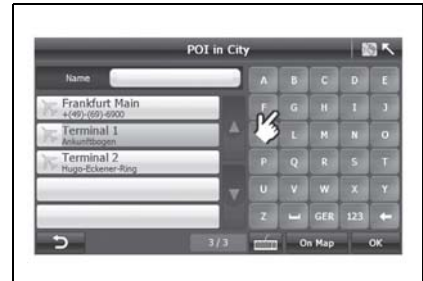 POI in City
Name
A B C D E
Frankfurt Main
+(49)-(69)-6900
F G H I J
Terminal 1
Ankunftbogen
L M N O
Terminal 2
Hugo-Eckener-Ring
P Q R S T
U V W X Y
Z GER 123
3/3
On Map
OK